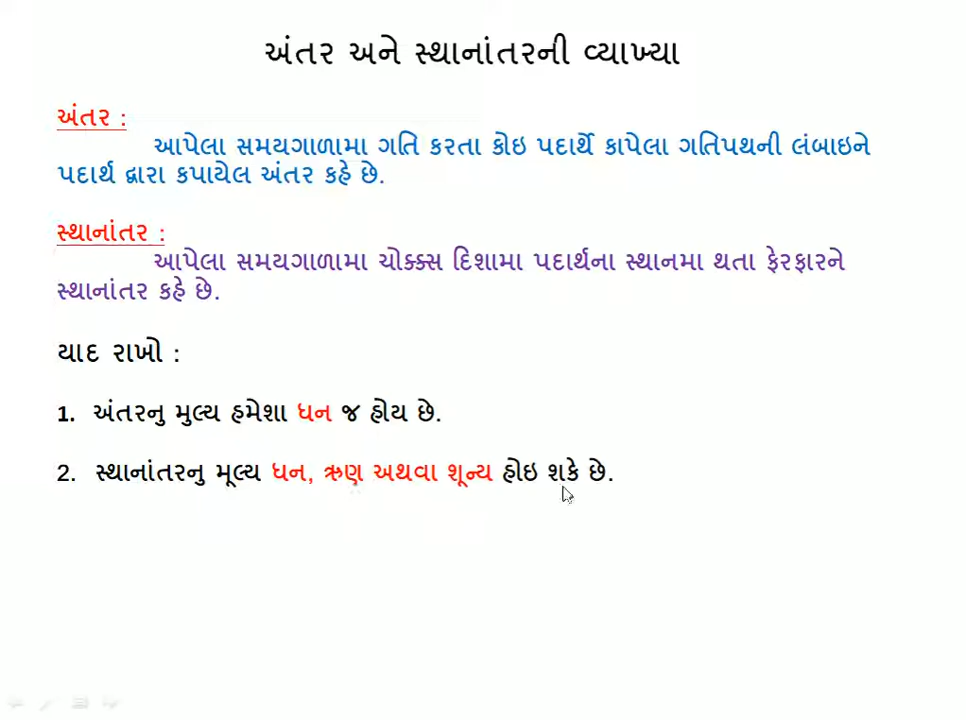 અંતર અને સ્થાનાંતરની વ્યાખ્યા
અંતર :
આપેલા સમયગાળામા ગતિ કરતા કોઇ પદાર્થે કાપેલા ગતિપથની લંબાઇને
પદાર્થ દ્વારા કપાયેલ અંતર કહે છે.
સ્થાનાંતર :
આપેલા સમયગાળામા ચોક્ક્સ દિશામા પદાર્થના સ્થાનમા થતા ફેરફારને
સ્થાનાંતર કહે છે.
યાદ રાખો :
1. અંતરનુ મુલ્ય હમેશા ધન જ હોય છે.
2. સ્થાનાંતરનુ મૂલ્ય ધન, ઋણ અથવા શૂન્ય હોઇ શકે છે.